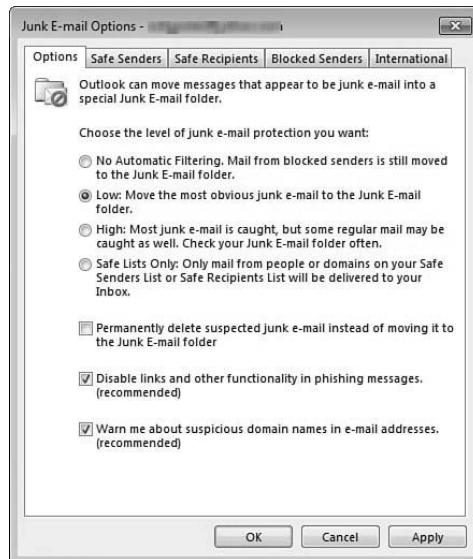 Junk E-mail Options -
Options Safe Senders Safe Recipients Blocked Senders International
Outlook can move messages that appear to be junk e-mail into a
special Junk E-mail folder.
Choose the level of junk e-mail protection you want:
No Automatic Filtering. Mail from blocked senders is still moved
to the Junk E-mail folder.
Low: Move the most obvious junk e-mail to the Junk E-mail
folder.
High: Most junk e-mail is caught, but some regular mail may be
caught as well. Check your Junk E-mail folder often.
Safe Lists Only: Only mail from people or domains on your Safe
Senders List or Safe Recipients List will be delivered to your
Inbox.
Permanently delete suspected junk e-mail instead of moving it to
the Junk E-mail folder
Disable links and other functionality in phishing messages.
(recommended)
Warn me about suspicious domain names in e-mail addresses.
(recommended)
OK Cancel Apply